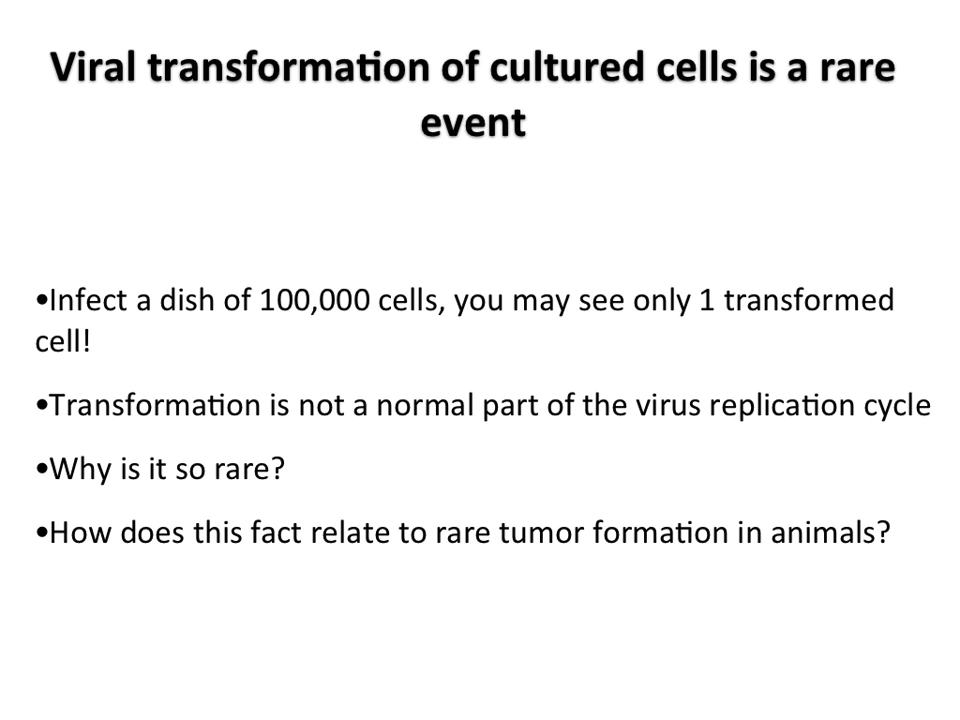 Viral transformation of cultured cells is a rare
event
•Infect a dish of 100,000 cells, you may see only 1 transformed
cell!
•Transformation is not a normal part of the virus replication cycle
•Why is it so rare?
•How does this fact relate to rare tumor formation in animals?